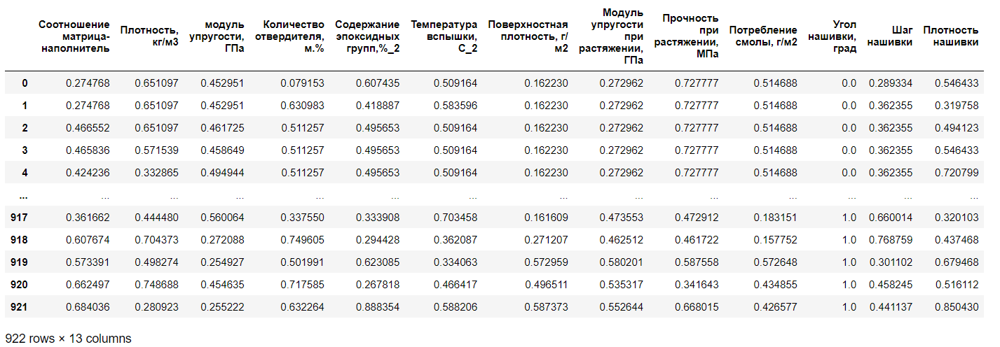 Соотношение матрица-наполнитель Плотность, кг/м3 модуль упругости, ГПа Количество отвердителя, м.% Содержание эпоксидных групп,%_2 Температура вспышки, С_2 Поверхностная плотность, г/м2 Модуль упругости при растяжении, ГПа Прочность при растяжении, МПа Потребление смолы, г/м2 Угол нашивки, град Шаг нашивки Плотность нашивки
0 0.274768 0.651097 0.452951 0.079153 0.607435 0.509164 0.162230 0.272962 0.727777 0.514688 0.0 0.289334 0.546433
1 0.274768 0.651097 0.452951 0.630983 0.418887 0.583596 0.162230 0.272962 0.727777 0.514688 0.0 0.362355 0.319758
2 0.466552 0.651097 0.461725 0.511257 0.495653 0.509164 0.162230 0.272962 0.727777 0.514688 0.0 0.362355 0.494123
3 0.465836 0.571539 0.458649 0.511257 0.495653 0.509164 0.162230 0.272962 0.727777 0.514688 0.0 0.362355 0.546433
4 0.424236 0.332865 0.494944 0.511257 0.495653 0.509164 0.162230 0.272962 0.727777 0.514688 0.0 0.362355 0.720799
... ... ... ... ... ... ... ... ... ... ... ... ... ...
917 0.361662 0.444480 0.560064 0.337550 0.333908 0.703458 0.161609 0.473553 0.472912 0.183151 1.0 0.660014 0.320103
918 0.607674 0.704373 0.272088 0.749605 0.294428 0.362087 0.271207 0.462512 0.461722 0.157752 1.0 0.768759 0.437468
919 0.573391 0.498274 0.254927 0.501991 0.623085 0.334063 0.572959 0.580201 0.587558 0.572648 1.0 0.301102 0.679468
920 0.662497 0.748688 0.454635 0.717585 0.267818 0.466417 0.496511 0.535317 0.341643 0.434855 1.0 0.458245 0.516112
921 0.684036 0.280923 0.255222 0.632264 0.888354 0.588206 0.587373 0.552644 0.668015 0.426577 1.0 0.441137 0.850430
922 rows × 13 columns